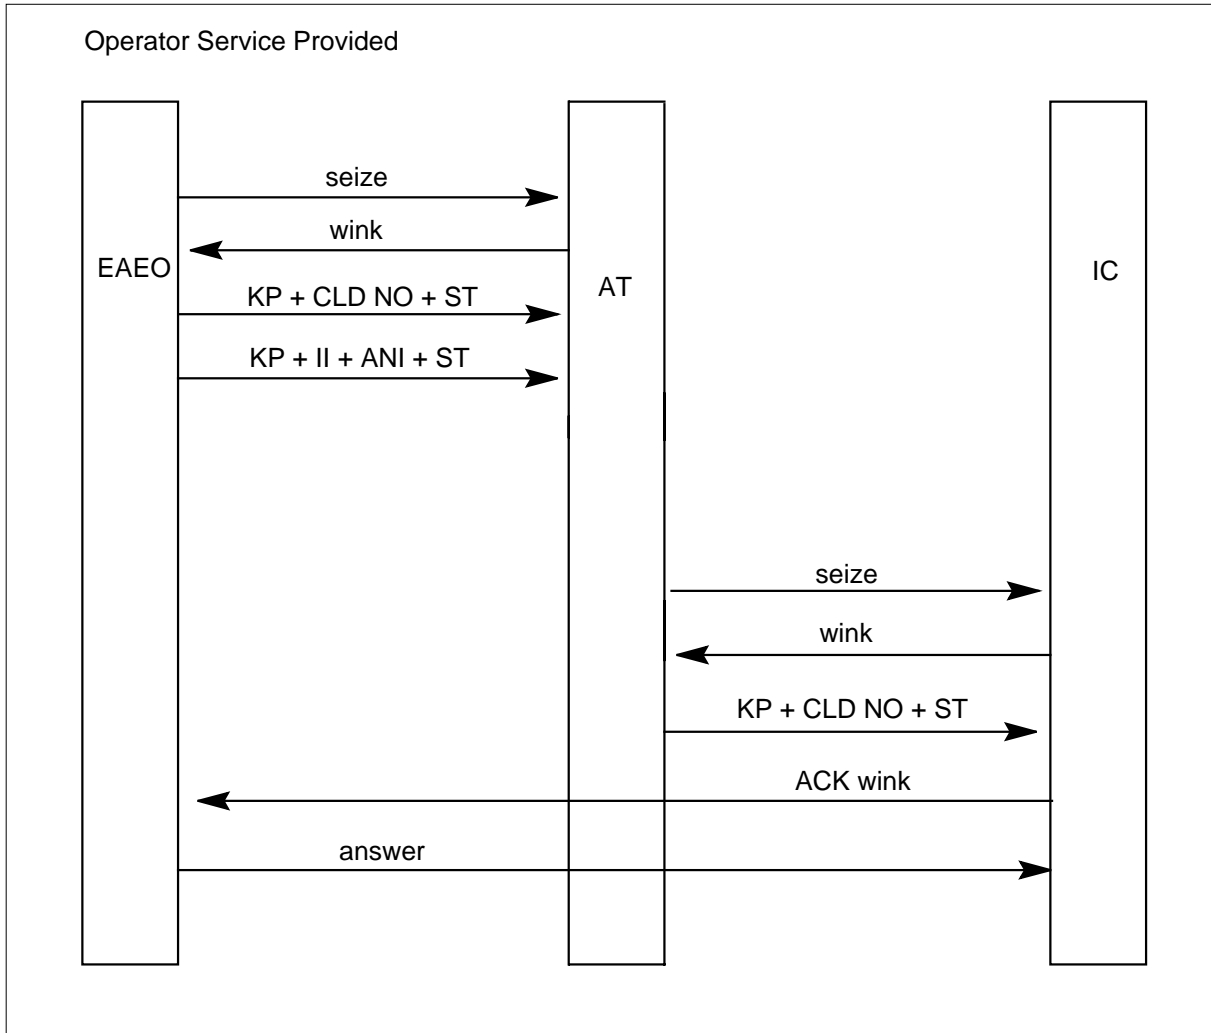 Operator Service Provided
seize
wink
EAEO
IC
AT
KP + CLD NO + ST
KP + II + ANI + ST
seize
wink
KP + CLD NO + ST
ACK wink
answer